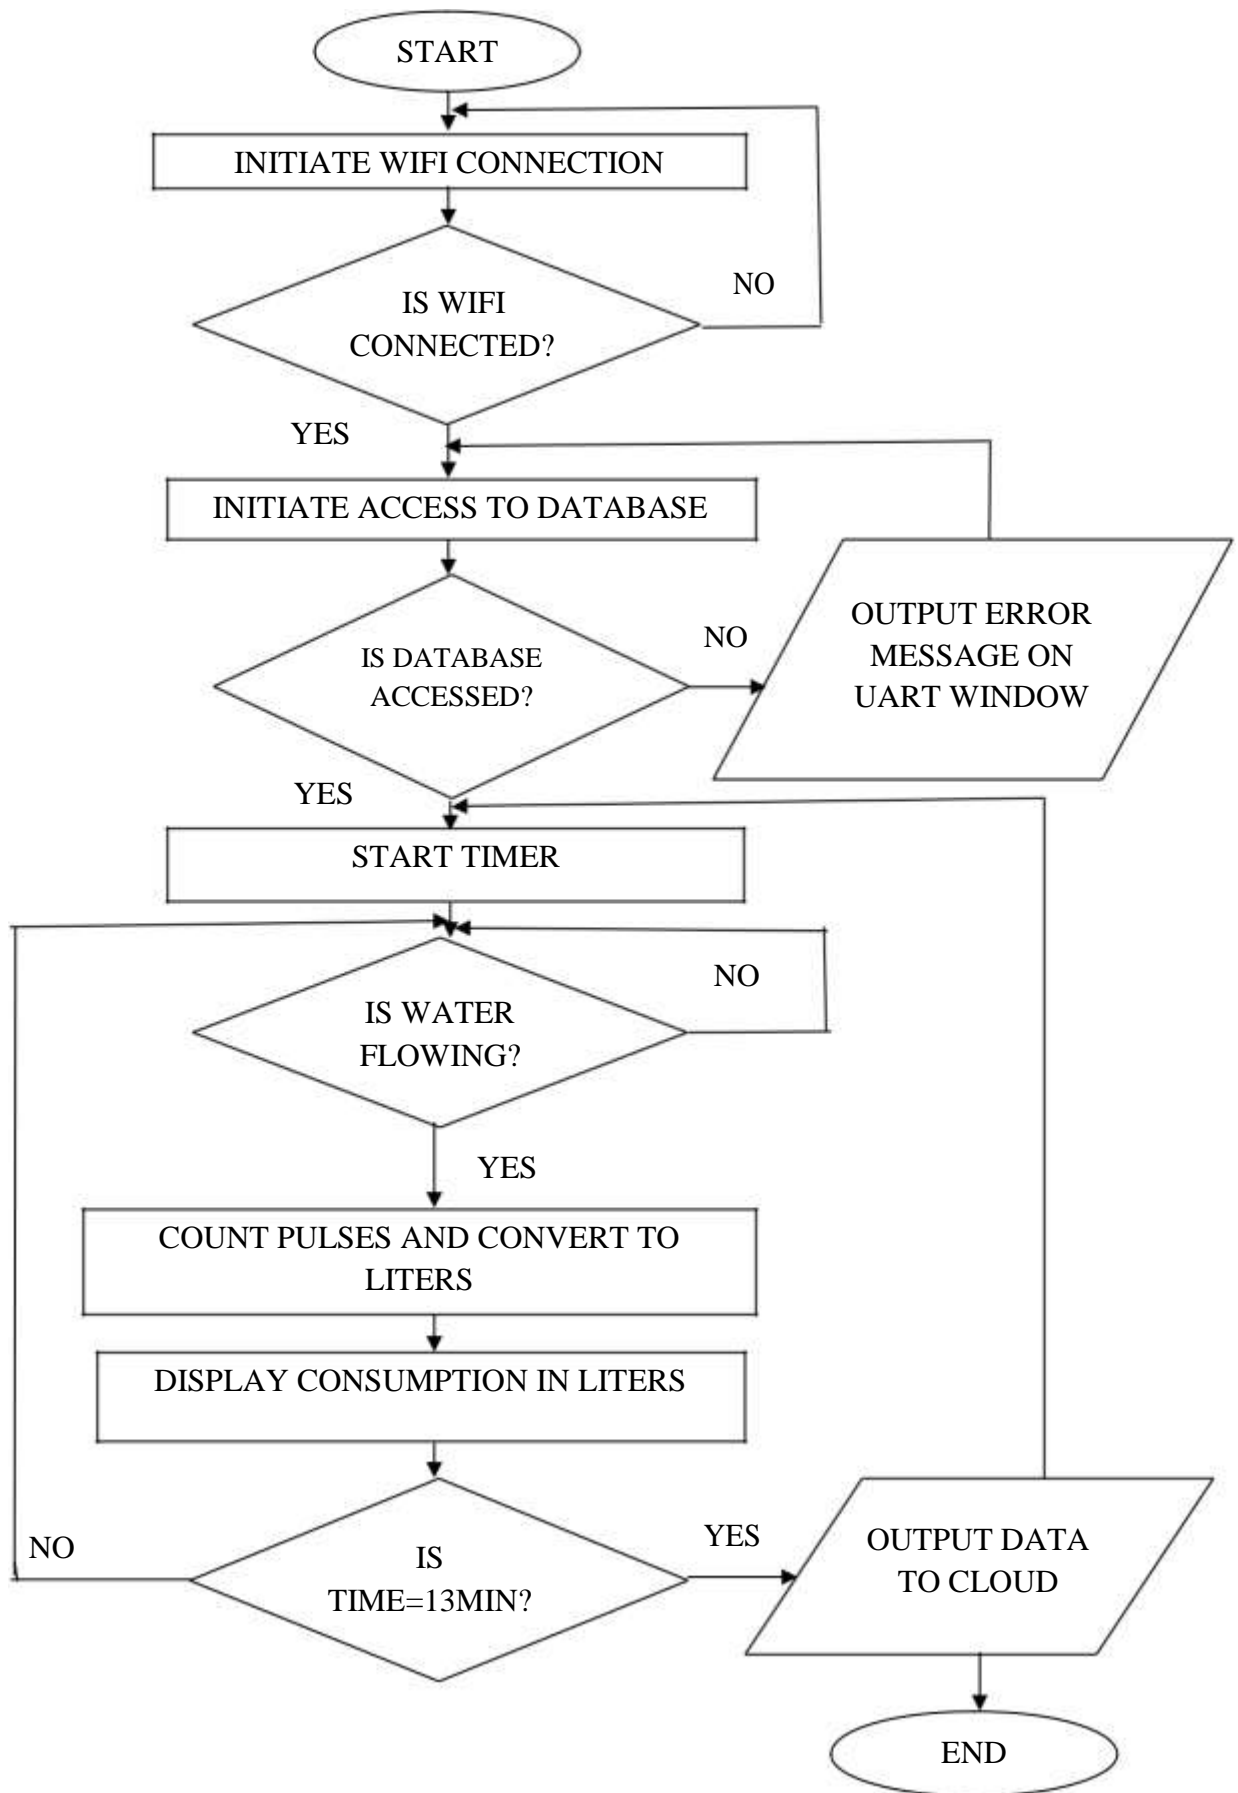 START
INITIATE WIFI CONNECTION
IS WIFI
CONNECTED?
NO
YES
INITIATE ACCESS TO DATABASE
IS DATABASE
ACCESSED?
NO
OUTPUT ERROR
MESSAGE ON
UART WINDOW
YES
START TIMER
IS WATER
FLOWING?
NO
YES
COUNT PULSES AND CONVERT TO
LITERS
DISPLAY CONSUMPTION IN LITERS
NO
IS
TIME=13MIN?
YES
OUTPUT DATA
TO CLOUD
END